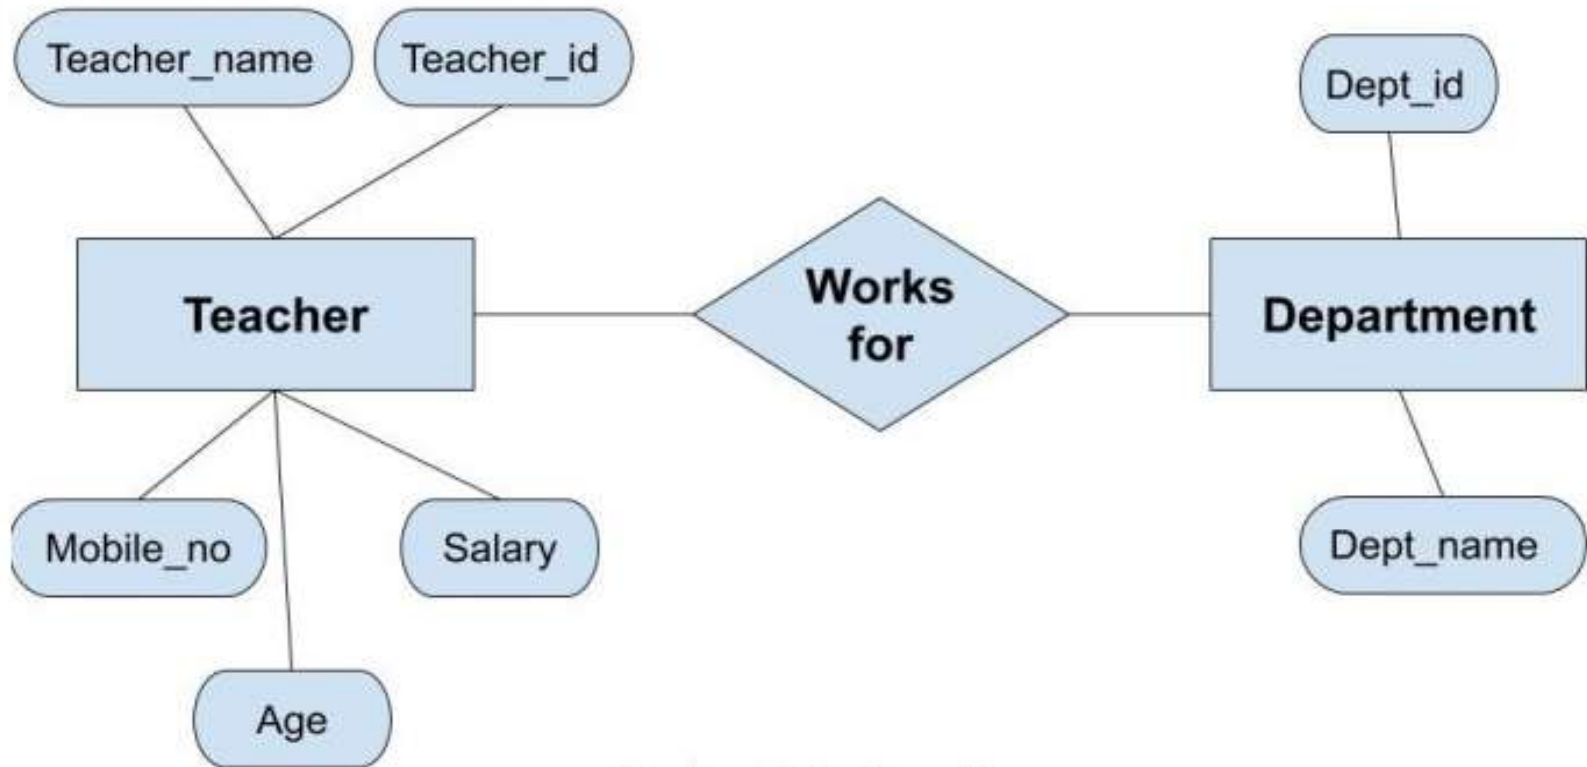 Teacher_name
Teacher_id
Dept_id
Teacher
Works
for
Department
Mobile_no
Salary
Dept_name
Age